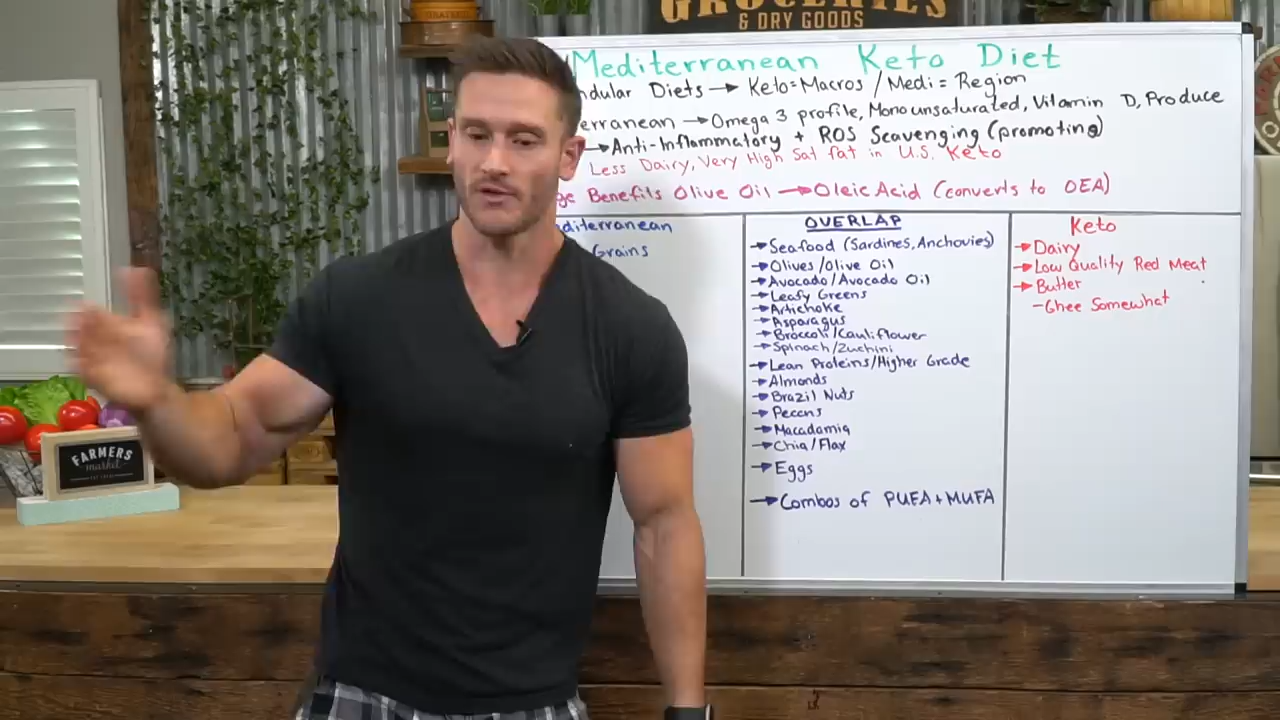 GROCERIES
& DRY GOODS
Mediterranean Keto Diet
ndular Diets → Keto=Macros / Medi = Region
erranean → Omega 3 profile, Monounsaturated, Vitamin D, Produce
→ Anti-Inflammatory + ROS Scavenging (promoting)
Less Dairy, Very High Sat fat in U.S. Keto
ge Benefits Olive Oil → Oleic Acid (converts to OEA)
diterranean
Grains
OVERLAP
→ Seafood (Sardines, Anchovies)
→ Olives/Olive Oil
→ Avocado/Avocado Oil
→ Leafy Greens
→ Artichoke
→ Asparagus
→ Broccoli/Cauliflower
→ Spinach/Zuchini
→ Lean Proteins/Higher Grade
→ Almonds
→ Brazil Nuts
→ Pecans
→ Macadamia
→ Chia/Flax
→ Eggs
→ Combos of PUFA+MUFA
Keto
→ Dairy
→ Low Quality Red Meat
→ Butter
- Ghee Somewhat
FARMERS
market